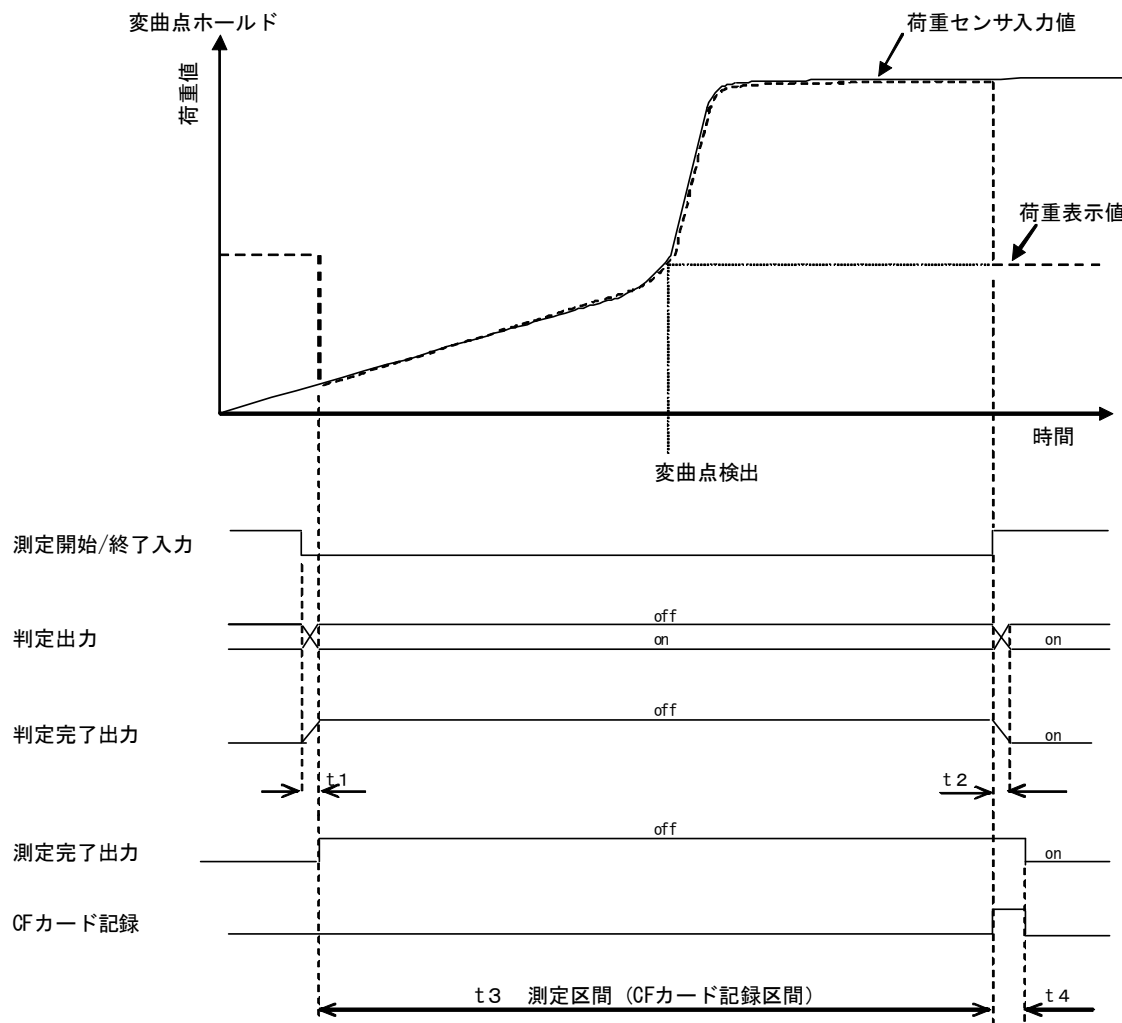 変曲点ホールド
荷重センサ入力値
荷重値
荷重表示値
時間
変曲点検出
測定開始/終了入力
判定出力
off
on
on
判定完了出力
off
on
t1
t2
測定完了出力
off
on
CFカード記録
t3 測定区間（CFカード記録区間）
t4